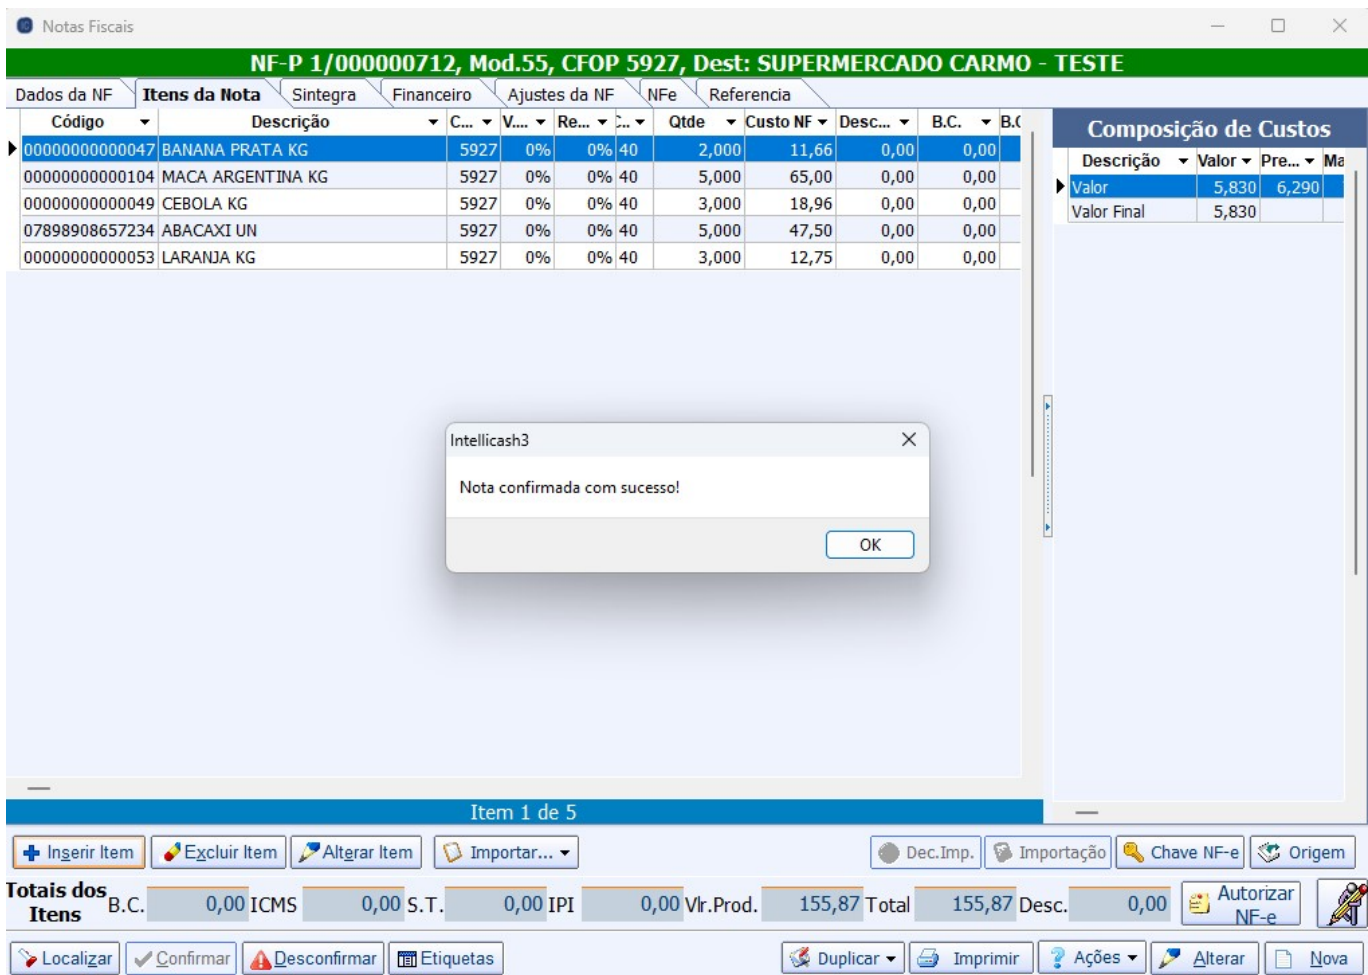 Notas Fiscais
NF-P 1/000000712, Mod.55, CFOP 5927, Dest: SUPERMERCADO CARMO - TESTE
Dados da NF Itens da Nota Sintegra Financeiro Ajustes da NF NFe Referencia
Código Descrição C... V.... Re... C... Qtde Custo NF Desc... B.C. B.C
00000000000047 BANANA PRATA KG 5927 0% 0% 40 2,000 11,66 0,00 0,00
00000000000104 MACA ARGENTINA KG 5927 0% 0% 40 5,000 65,00 0,00 0,00
00000000000049 CEBOLA KG 5927 0% 0% 40 3,000 18,96 0,00 0,00
07898908657234 ABACAXI UN 5927 0% 0% 40 5,000 47,50 0,00 0,00
00000000000053 LARANJA KG 5927 0% 0% 40 3,000 12,75 0,00 0,00
Composição de Custos
Descrição Valor Pre... Ma
Valor 5,830 6,290
Valor Final 5,830
Intellicash3
Nota confirmada com sucesso!
OK
Item 1 de 5
Inserir Item Excluir Item Alterar Item Importar... Dec.Imp. Importação Chave NF-e Origem
Totais dos Itens B.C. 0,00 ICMS 0,00 S.T. 0,00 IPI 0,00 Vlr.Prod. 155,87 Total 155,87 Desc. 0,00 Autorizar NF-e
Localizar Confirmar Desconfirmar Etiquetas Duplicar Imprimir Ações Alterar Nova